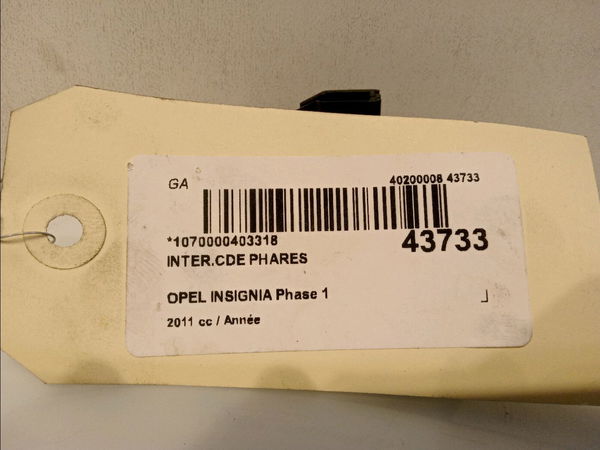 GA
40200008 43733
*1070000403318
43733
INTER.CDE PHARES
OPEL INSIGNIA Phase 1
2011 cc / Année